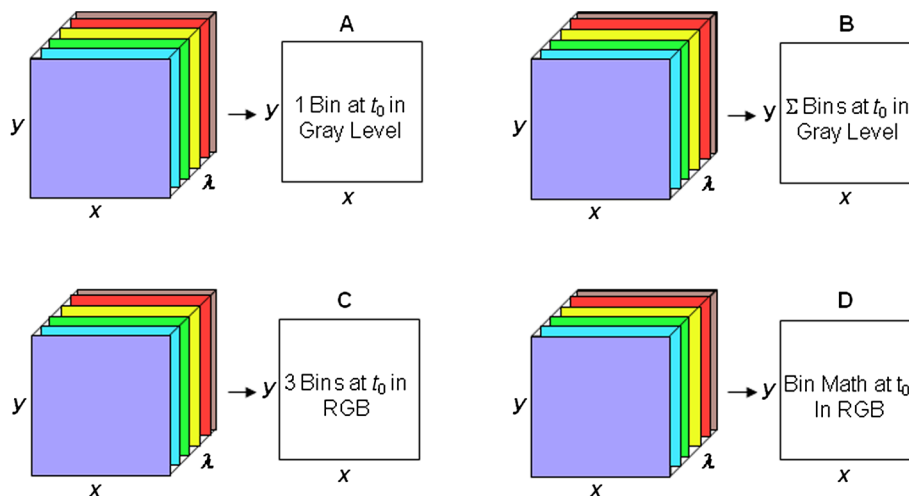 A
y
λ
x
y
1 Bin at t₀ in
Gray Level
x
B
y
λ
x
y
Σ Bins at t₀ in
Gray Level
x
C
y
λ
x
y
3 Bins at t₀ in
RGB
x
D
y
λ
x
y
Bin Math at t₀
In RGB
x